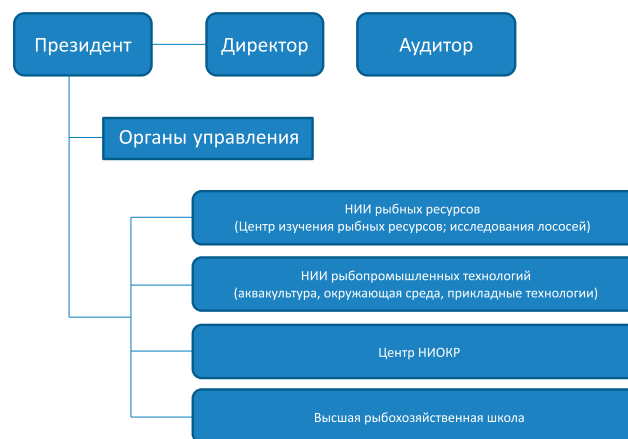 Президент
Директор
Аудитор
Органы управления
НИИ рыбных ресурсов
(Центр изучения рыбных ресурсов; исследования лососей)
НИИ рыбопромышленных технологий
(аквакультура, окружающая среда, прикладные технологии)
Центр НИОКР
Высшая рыбохозяйственная школа